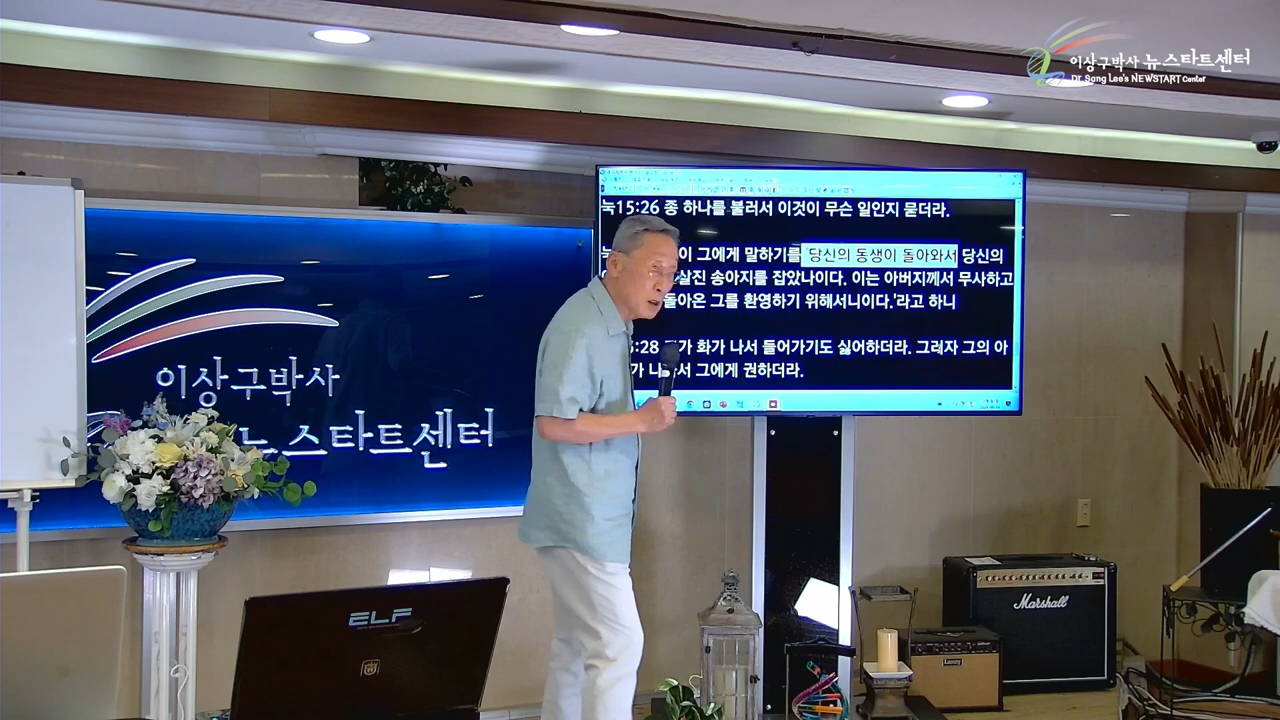 이상구박사 뉴스타트센터
Dr. Sang Lee's NEWSTART Center
눅15:26 종 하나를 불러서 이것이 무슨 일인지 묻더라.
이 그에게 말하기를 '당신의 동생이 돌아와서 당신의
살진 송아지를 잡았나이다. 이는 아버지께서 무사하고
돌아온 그를 환영하기 위해서니이다.'라고 하니
:28 가 화가 나서 들어가기도 싫어하더라. 그러자 그의 아
가 서 그에게 권하더라.
이상구박사
뉴스타트센터
ELF
Marshall
Laney